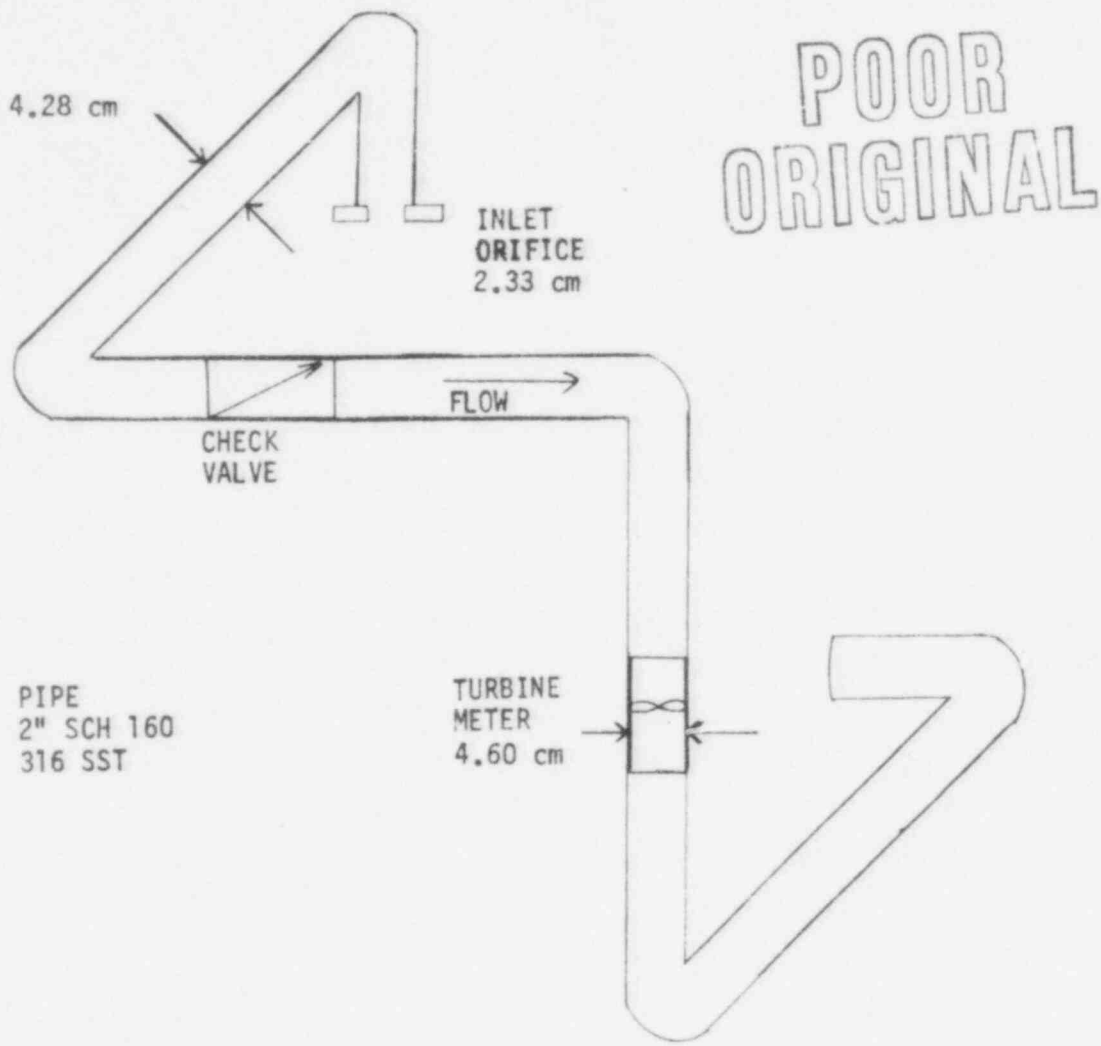 POOR
ORIGINAL
4.28 cm
INLET
ORIFICE
2.33 cm
FLOW
CHECK
VALVE
PIPE
2" SCH 160
316 SST
TURBINE
METER
4.60 cm